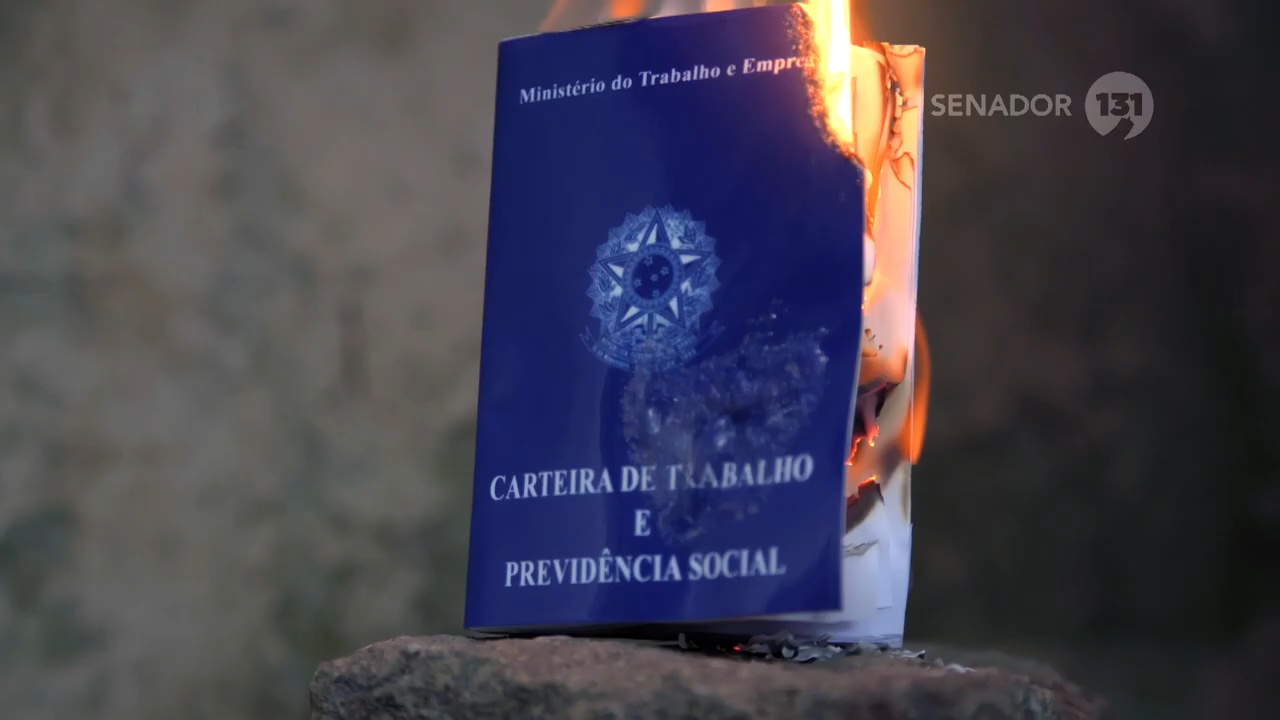 Ministério do Trabalho e Empre
SENADOR 131
CARTEIRA DE TRABALHO
E
PREVIDÊNCIA SOCIAL